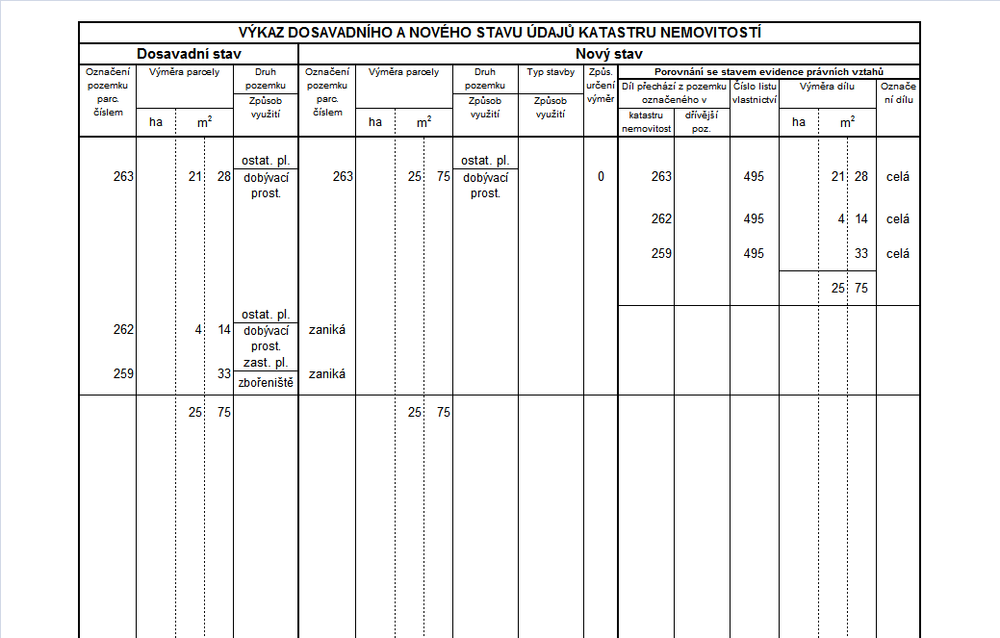 VÝKAZ DOSAVADNÍHO A NOVÉHO STAVU ÚDAJŮ KATASTRU NEMOVITOSTÍ
Dosavadní stav
Nový stav
Označení pozemku parc. číslem
Výměra parcely
ha
m²
Druh pozemku
Způsob využití
Označení pozemku parc. číslem
Výměra parcely
ha
m²
Druh pozemku
Způsob využití
Typ stavby
Způsob využití
Způs. určení výměr
Porovnání se stavem evidence právních vztahů
Díl přechází z pozemku označeného v
katastru nemovitost
dřívější poz.
Číslo listu vlastnictví
Výměra dílu
ha
m²
Označe ní dílu
ostat. pl. ostat. pl.
263 21 28 dobývací 263 25 75 dobývací 0 263 495 21 28 celá
prost. prost.
262 495 4 14 celá
259 495 33 celá
25 75
ostat. pl.
262 4 14 dobývací zaniká
prost.
zast. pl.
259 33 zbořeniště zaniká
25 75 25 75